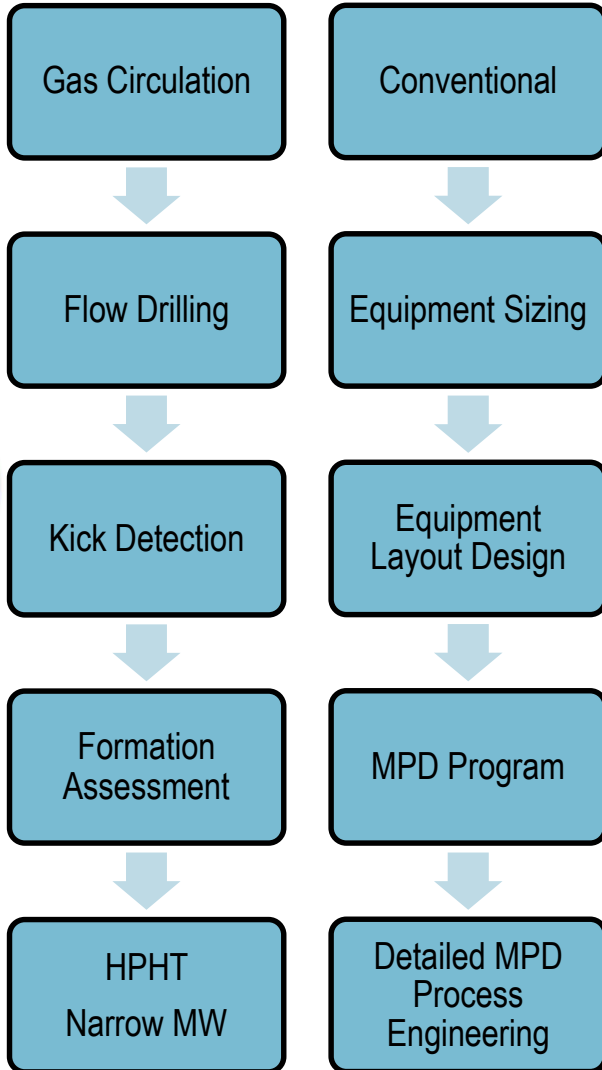 Gas Circulation
Flow Drilling
Kick Detection
Formation
Assessment
HPHT
Narrow MW
Conventional
Equipment Sizing
Equipment
Layout Design
MPD Program
Detailed MPD
Process
Engineering